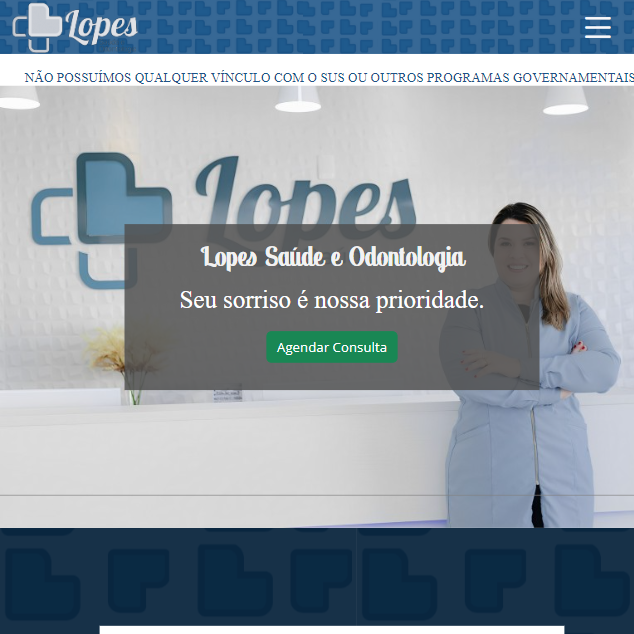 Lopes
NÃO POSSUÍMOS QUALQUER VÍNCULO COM O SUS OU OUTROS PROGRAMAS GOVERNAMENTAIS
Lopes
Lopes Saúde e Odontologia
Seu sorriso é nossa prioridade.
Agendar Consulta